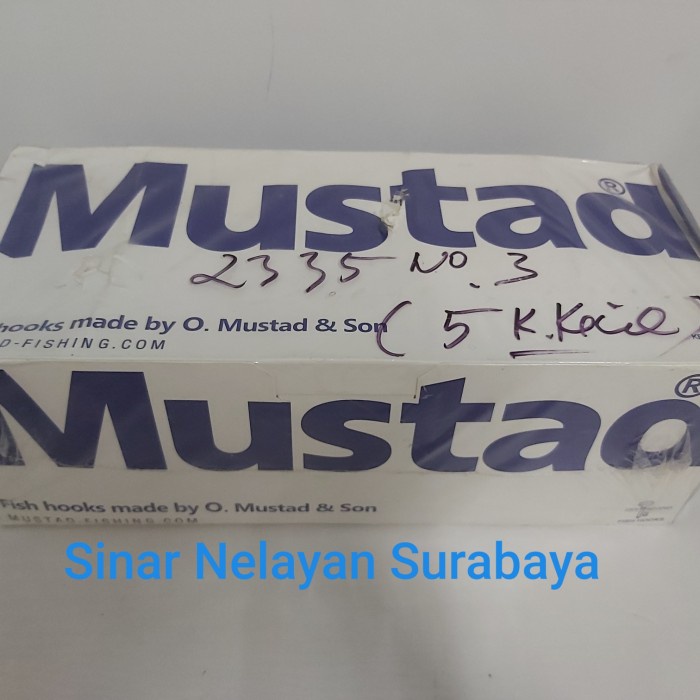 Mustad®
2335 No. 3
hooks made by O. Mustad & Son
(5 K. Kecil)
D-FISHING.COM
Mustad®
Fish hooks made by O. Mustad & Son
MUSTAD-FISHING.COM
Sinar Nelayan Surabaya